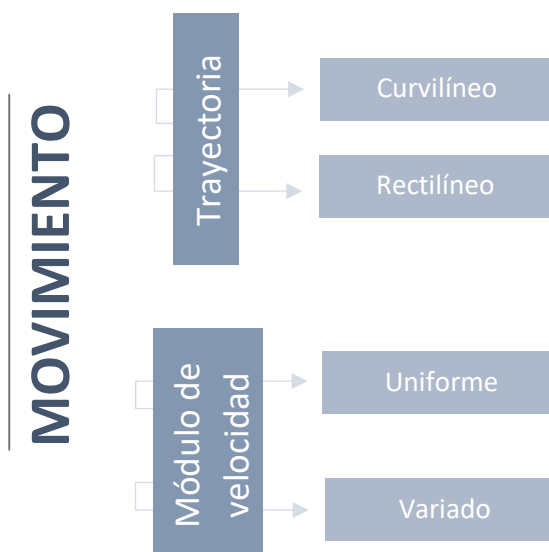 MOVIMIENTO
Trayectoria
Curvilíneo
Rectilíneo
Módulo de
velocidad
Uniforme
Variado